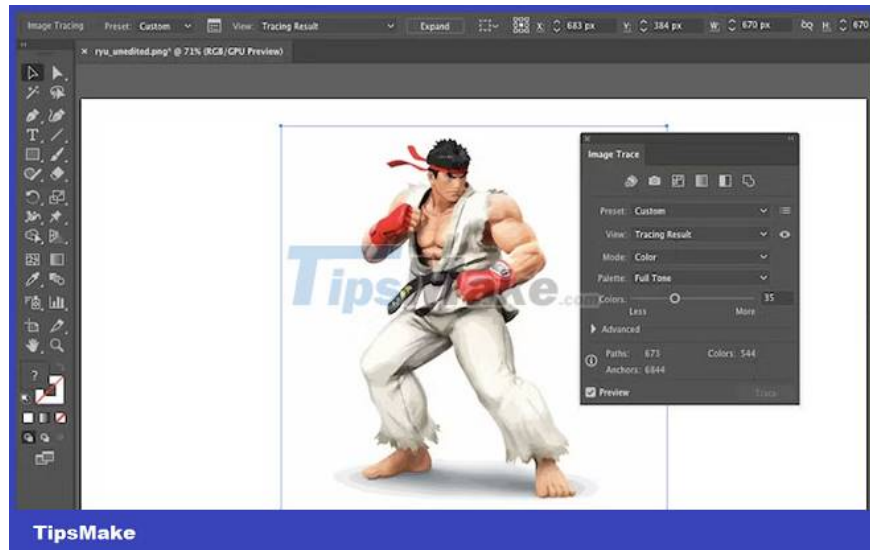 Image Tracing Preset: Custom View: Tracing Result Expand X: 683 px Y: 384 px W: 670 px H: 670
× ryu_unedited.png* @ 71% (RGB/GPU Preview)
Image Trace
Preset: Custom
View: Tracing Result
Mode: Color
Palette: Full Tone
Colors: 35
Less More
Advanced
Paths: 673 Colors: 544
Anchors: 6844
Preview Trace
TipsMake.com
TipsMake